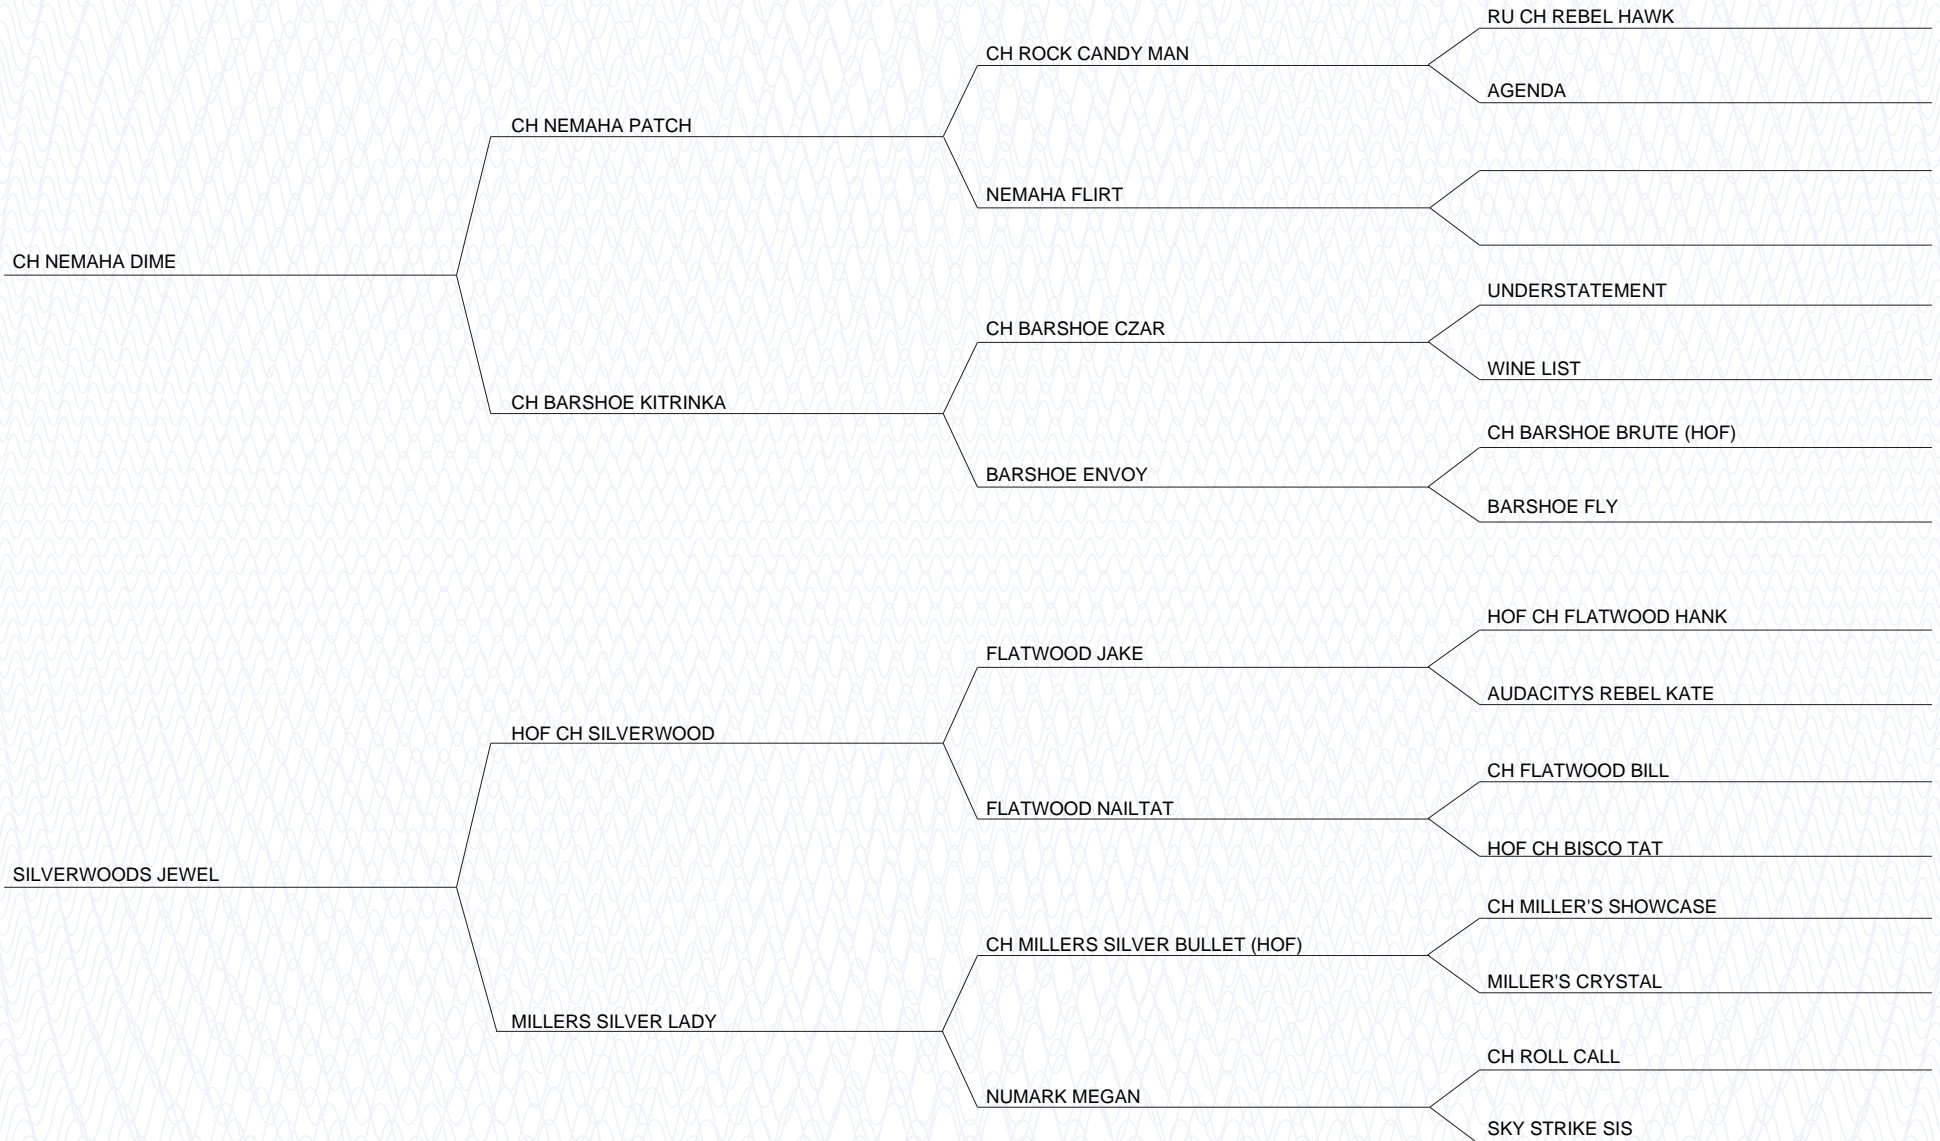 RU CH REBEL HAWK
CH ROCK CANDY MAN
AGENDA
CH NEMAHA PATCH
NEMAHA FLIRT
CH NEMAHA DIME
UNDERSTATEMENT
CH BARSHOE CZAR
WINE LIST
CH BARSHOE KITRINKA
CH BARSHOE BRUTE (HOF)
BARSHOE ENVOY
BARSHOE FLY
HOF CH FLATWOOD HANK
FLATWOOD JAKE
AUDACITYS REBEL KATE
HOF CH SILVERWOOD
CH FLATWOOD BILL
FLATWOOD NAILTAT
HOF CH BISCO TAT
SILVERWOODS JEWEL
CH MILLER'S SHOWCASE
CH MILLERS SILVER BULLET (HOF)
MILLER'S CRYSTAL
MILLERS SILVER LADY
CH ROLL CALL
NUMARK MEGAN
SKY STRIKE SIS